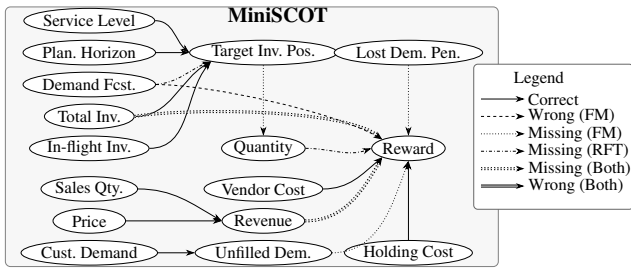 MiniSCOT
Service Level
Plan. Horizon
Target Inv. Pos.
Lost Dem. Pen.
Demand Fcst.
Total Inv.
In-flight Inv.
Quantity
Reward
Sales Qty.
Vendor Cost
Price
Revenue
Cust. Demand
Unfilled Dem.
Holding Cost
Legend
Correct
Wrong (FM)
Missing (FM)
Missing (RFT)
Missing (Both)
Wrong (Both)